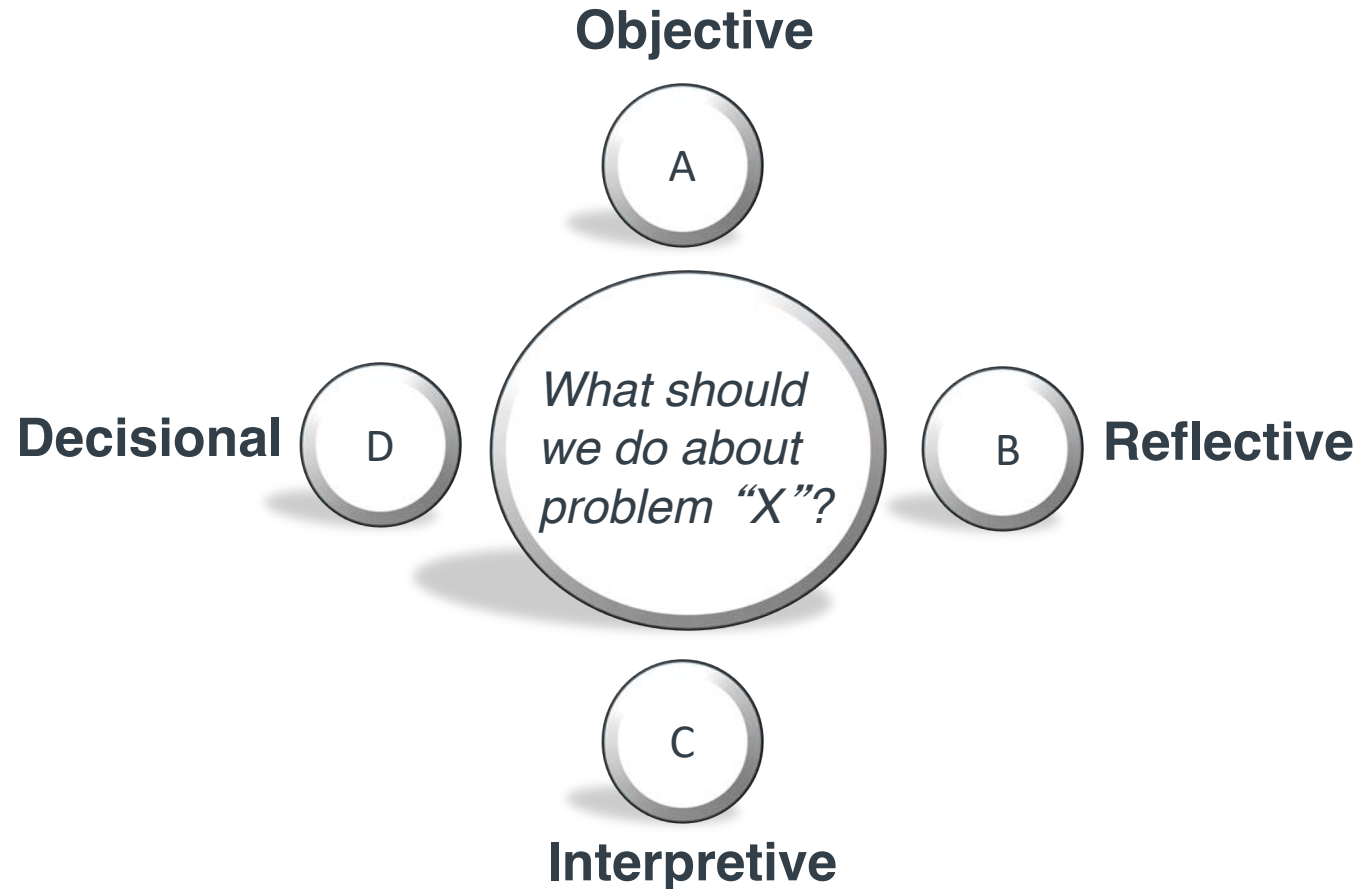 Objective
A
What should
we do about
problem “X”?
Decisional
D
B
Reflective
C
Interpretive